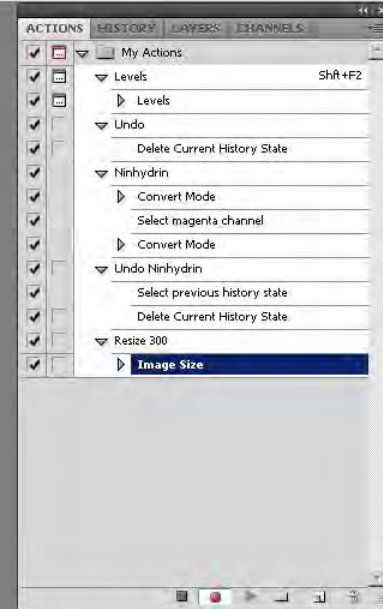 ACTIONS HISTORY LAYERS CHANNELS
My Actions
Levels Shft+F2
Levels
Undo
Delete Current History State
Ninhydrin
Convert Mode
Select magenta channel
Convert Mode
Undo Ninhydrin
Select previous history state
Delete Current History State
Resize 300
Image Size